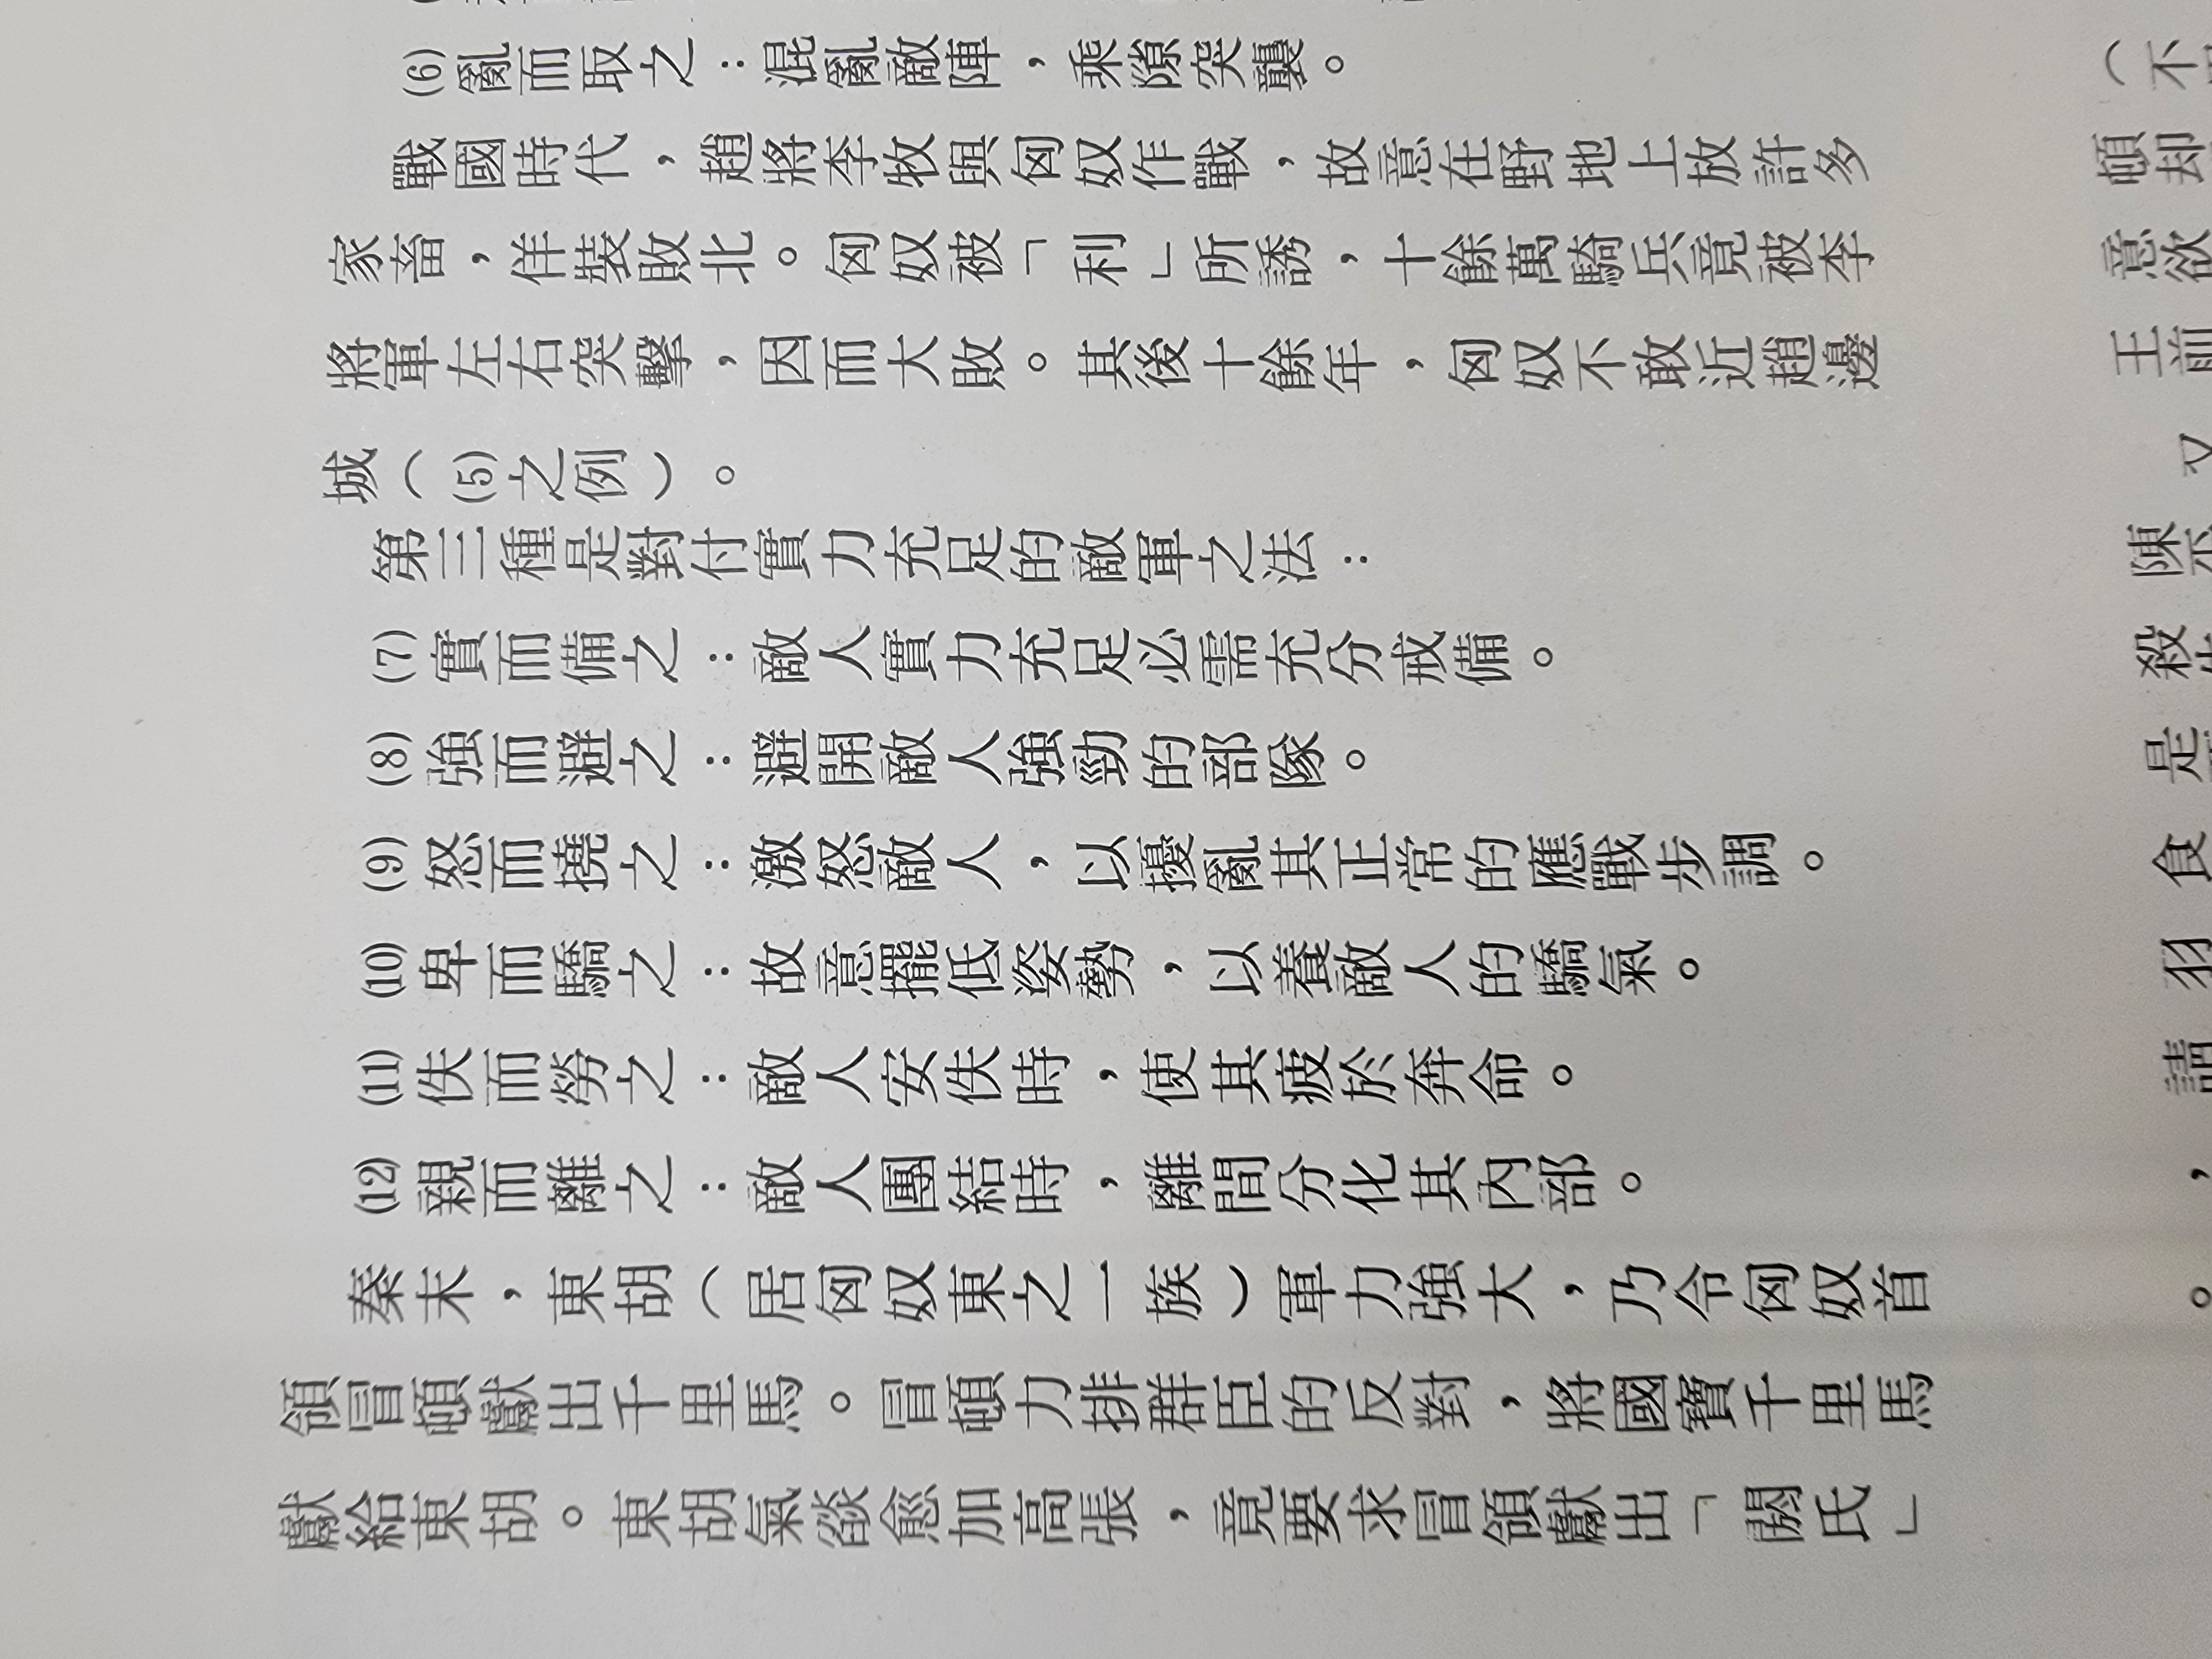 (6)亂而取之：混亂敵陣，乘隙突襲。
戰國時代，趙將李牧與匈奴作戰，故意在野地上放許多
家畜，佯裝敗北。匈奴被「利」所誘，十餘萬騎兵竟被李
將軍左右突擊，因而大敗。其後十餘年，匈奴不敢近趙邊
城（(5)之例）。
第三種是對付實力充足的敵軍之法：
(7)實而備之：敵人實力充足必需充分戒備。
(8)強而避之：避開敵人強勁的部隊。
(9)怒而撓之：激怒敵人，以擾亂其正常的應戰步調。
(10)卑而驕之：故意擺低姿勢，以養敵人的驕氣。
(11)佚而勞之：敵人安佚時，使其疲於奔命。
(12)親而離之：敵人團結時，離間分化其內部。
秦末，東胡（居匈奴東之一族）軍力強大，乃令匈奴首
領冒頓獻出千里馬。冒頓力排群臣的反對，將國寶千里馬
獻給東胡。東胡氣燄愈加高張，竟要求冒領獻出「閼氏」
（不
頓却
意欲
王前
又
陳
殺
是
食
羽
請
，
。